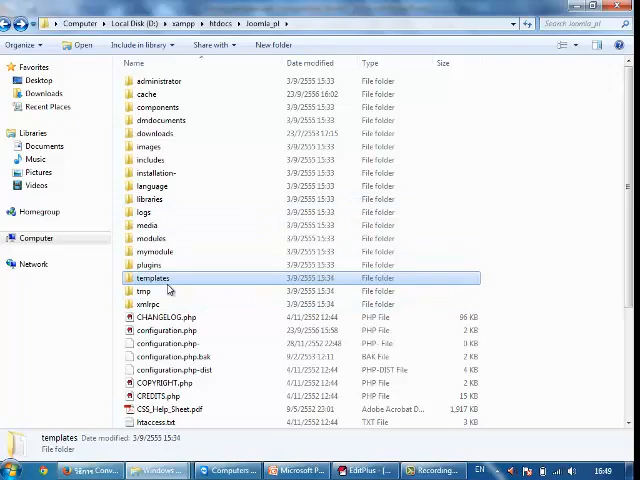 Computer ▸ Local Disk (D:) ▸ xampp ▸ htdocs ▸ Joomla_pl ▸
Search Joomla_pl
Organize Open Include in library Share with New folder
Name Date modified Type Size
Favorites
Desktop
Downloads
Recent Places
Libraries
Documents
Music
Pictures
Videos
Homegroup
Computer
Network
administrator 3/9/2555 15:33 File folder
cache 23/9/2556 16:02 File folder
components 3/9/2555 15:33 File folder
dmdocuments 3/9/2555 15:33 File folder
downloads 23/7/2553 17:15 File folder
images 3/9/2555 15:33 File folder
includes 3/9/2555 15:33 File folder
installation- 3/9/2555 15:33 File folder
language 3/9/2555 15:33 File folder
libraries 3/9/2555 15:33 File folder
logs 3/9/2555 15:33 File folder
media 3/9/2555 15:33 File folder
modules 3/9/2555 15:33 File folder
mymodule 3/9/2555 15:33 File folder
plugins 3/9/2555 15:33 File folder
templates 3/9/2555 15:34 File folder
tmp 3/9/2555 15:34 File folder
xmlrpc 3/9/2555 15:34 File folder
CHANGELOG.php 4/11/2552 12:44 PHP File 96 KB
configuration.php 23/9/2556 15:58 PHP File 2 KB
configuration.php- 28/11/2552 22:48 PHP- File 0 KB
configuration.php.bak 9/2/2553 12:11 BAK File 2 KB
configuration.php-dist 4/11/2552 12:44 PHP-DIST File 4 KB
COPYRIGHT.php 4/11/2552 12:44 PHP File 2 KB
CREDITS.php 4/11/2552 12:44 PHP File 15 KB
CSS_Help_Sheet.pdf 9/5/2552 23:01 Adobe Acrobat D... 1,917 KB
htaccess.txt 4/11/2552 12:44 TXT File 3 KB
templates Date modified: 3/9/2555 15:34
File folder
วิธีการ Conv... Windows ... Computers ... Microsoft P... EditPlus - [... Recording... EN 16:49